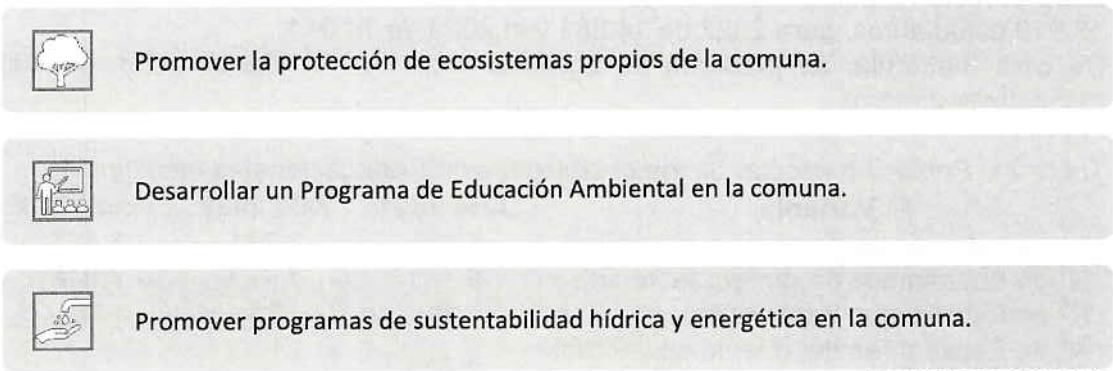 Promover la protección de ecosistemas propios de la comuna.
Desarrollar un Programa de Educación Ambiental en la comuna.
Promover programas de sustentabilidad hídrica y energética en la comuna.